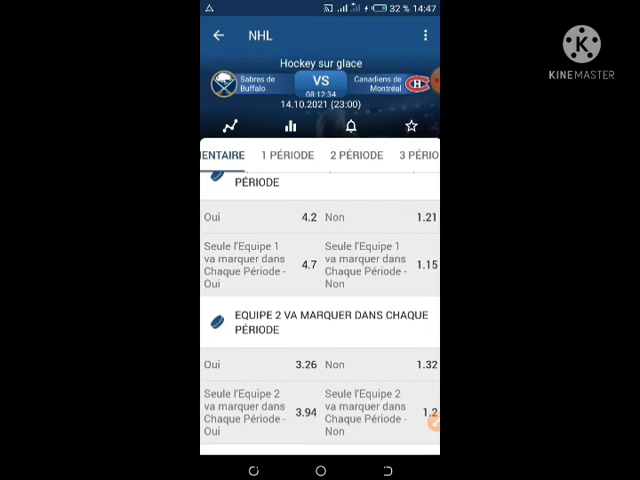 32 % 14:47
NHL
KINEMASTER
Hockey sur glace
Sabres de
Buffalo
VS
08:12:34
Canadiens de
Montréal
14.10.2021 (23:00)
ENTAIRE 1 PÉRIODE 2 PÉRIODE 3 PÉRIO
PÉRIODE
Oui 4.2 Non 1.21
Seule l'Equipe 1
va marquer dans
Chaque Période -
Oui
4.7
Seule l'Equipe 1
va marquer dans
Chaque Période -
Non
1.15
EQUIPE 2 VA MARQUER DANS CHAQUE
PÉRIODE
Oui 3.26 Non 1.32
Seule l'Equipe 2
va marquer dans
Chaque Période -
Oui
3.94
Seule l'Equipe 2
va marquer dans
Chaque Période -
Non
1.2